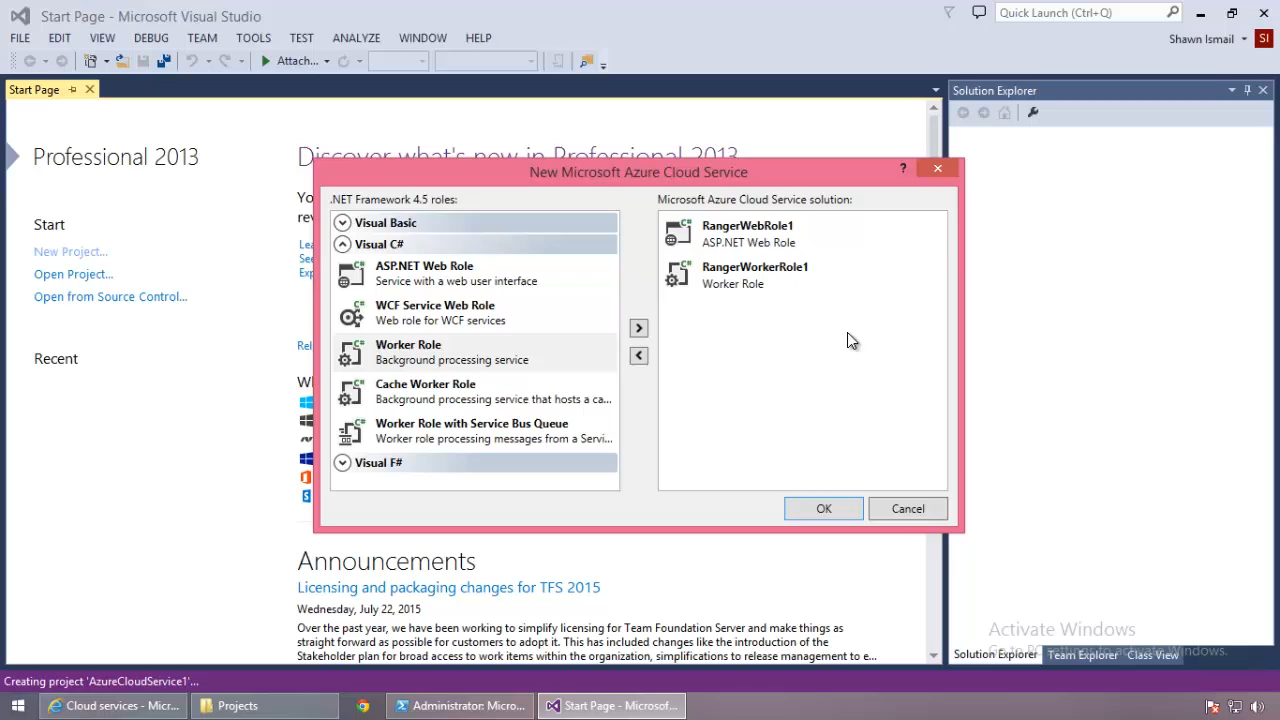 Start Page - Microsoft Visual Studio
Quick Launch (Ctrl+Q)
FILE EDIT VIEW DEBUG TEAM TOOLS TEST ANALYZE WINDOW HELP
Shawn Ismail SI
Attach...
Start Page
Solution Explorer
Professional 2013
Discover what's new in Professional 2013
Start
New Project...
Open Project...
Open from Source Control...
Recent
New Microsoft Azure Cloud Service
?
.NET Framework 4.5 roles:
Visual Basic
Visual C#
ASP.NET Web Role
Service with a web user interface
WCF Service Web Role
Web role for WCF services
Worker Role
Background processing service
Cache Worker Role
Background processing service that hosts a ca...
Worker Role with Service Bus Queue
Worker role processing messages from a Servi...
Visual F#
Microsoft Azure Cloud Service solution:
RangerWebRole1
ASP.NET Web Role
RangerWorkerRole1
Worker Role
OK Cancel
Announcements
Licensing and packaging changes for TFS 2015
Wednesday, July 22, 2015
Over the past year, we have been working to simplify licensing for Team Foundation Server and make things as
straight forward as possible for customers to adopt it. This has included changes like the introduction of the
Stakeholder plan for broad access to work items within the organization, simplifications to release management to e...
Activate Windows
Go to PC settings to activate Windows.
Solution Explorer Team Explorer Class View
Creating project 'AzureCloudService1'...
Cloud services - Mic... Projects Administrator: Micro... Start Page - Microsof...